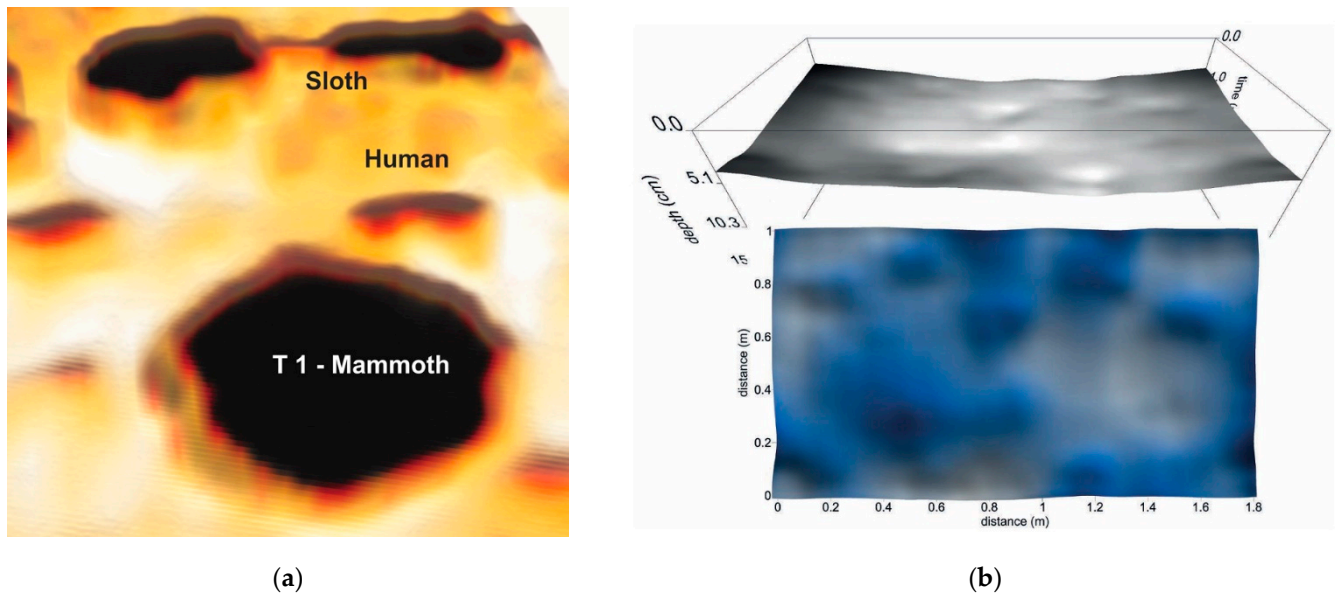 Sloth
Human
T 1 - Mammoth
(a)
0.0
0.0
time
5.1
depth (cm)
10.3
15
1
0.8
0.6
0.4
0.2
0
distance (m)
0 0.2 0.4 0.6 0.8 1.0 1.2 1.4 1.6 1.8
distance (m)
(b)